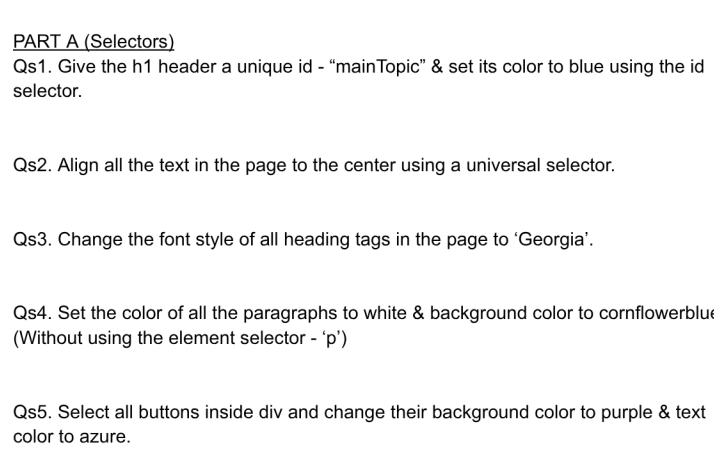 PART A (Selectors)
Qs1. Give the h1 header a unique id - “mainTopic” & set its color to blue using the id
selector.
Qs2. Align all the text in the page to the center using a universal selector.
Qs3. Change the font style of all heading tags in the page to ‘Georgia’.
Qs4. Set the color of all the paragraphs to white & background color to cornflowerblue
(Without using the element selector - ‘p’)
Qs5. Select all buttons inside div and change their background color to purple & text
color to azure.